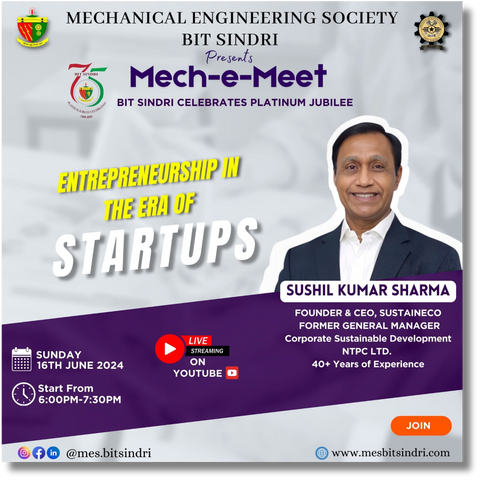 MECHANICAL ENGINEERING SOCIETY
BIT SINDRI
Presents
75
BIT SINDRI
Mech-e-Meet
BIT SINDRI CELEBRATES PLATINUM JUBILEE
ENTREPRENEURSHIP IN
THE ERA OF
STARTUPS
SUSHIL KUMAR SHARMA
FOUNDER & CEO, SUSTAINECO
FORMER GENERAL MANAGER
Corporate Sustainable Development
NTPC LTD.
40+ Years of Experience
LIVE
STREAMING
ON
YOUTUBE
SUNDAY
16TH JUNE 2024
Start From
6:00PM-7:30PM
JOIN
@mes.bitsindri
www.mesbitsindri.com